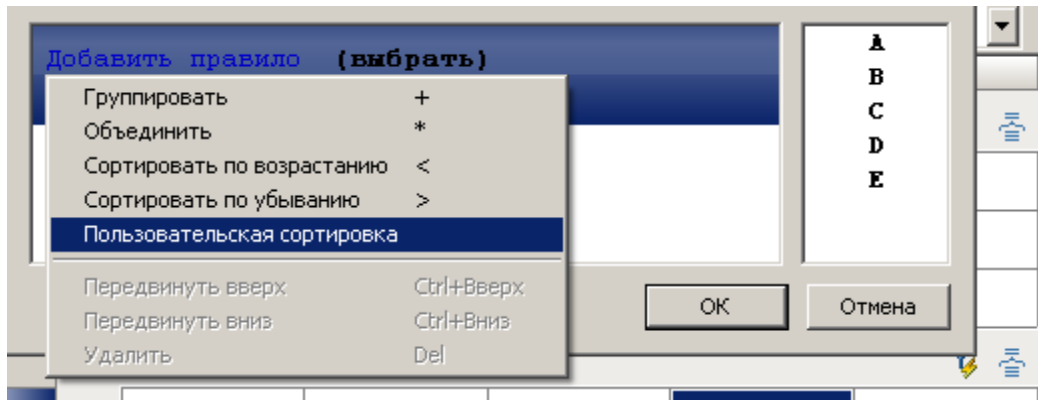 Добавить правило (выбрать)
Группировать +
Объединить *
Сортировать по возрастанию <
Сортировать по убыванию >
Пользовательская сортировка
Передвинуть вверх Ctrl+Вверх
Передвинуть вниз Ctrl+Вниз
Удалить Del
A
B
C
D
E
OK Отмена